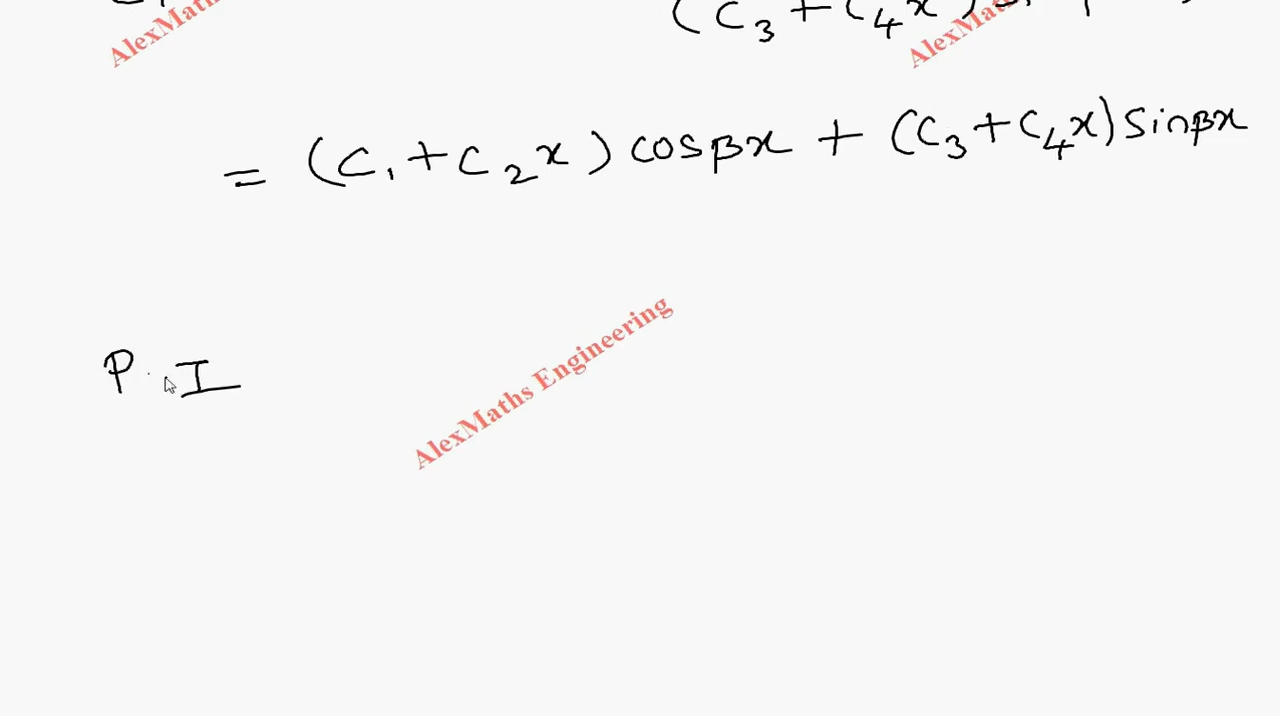 (C₃+C₄x)
= (C₁+C₂x) cosβx + (C₃+C₄x) sinβx
P.I
AlexMaths Engineering